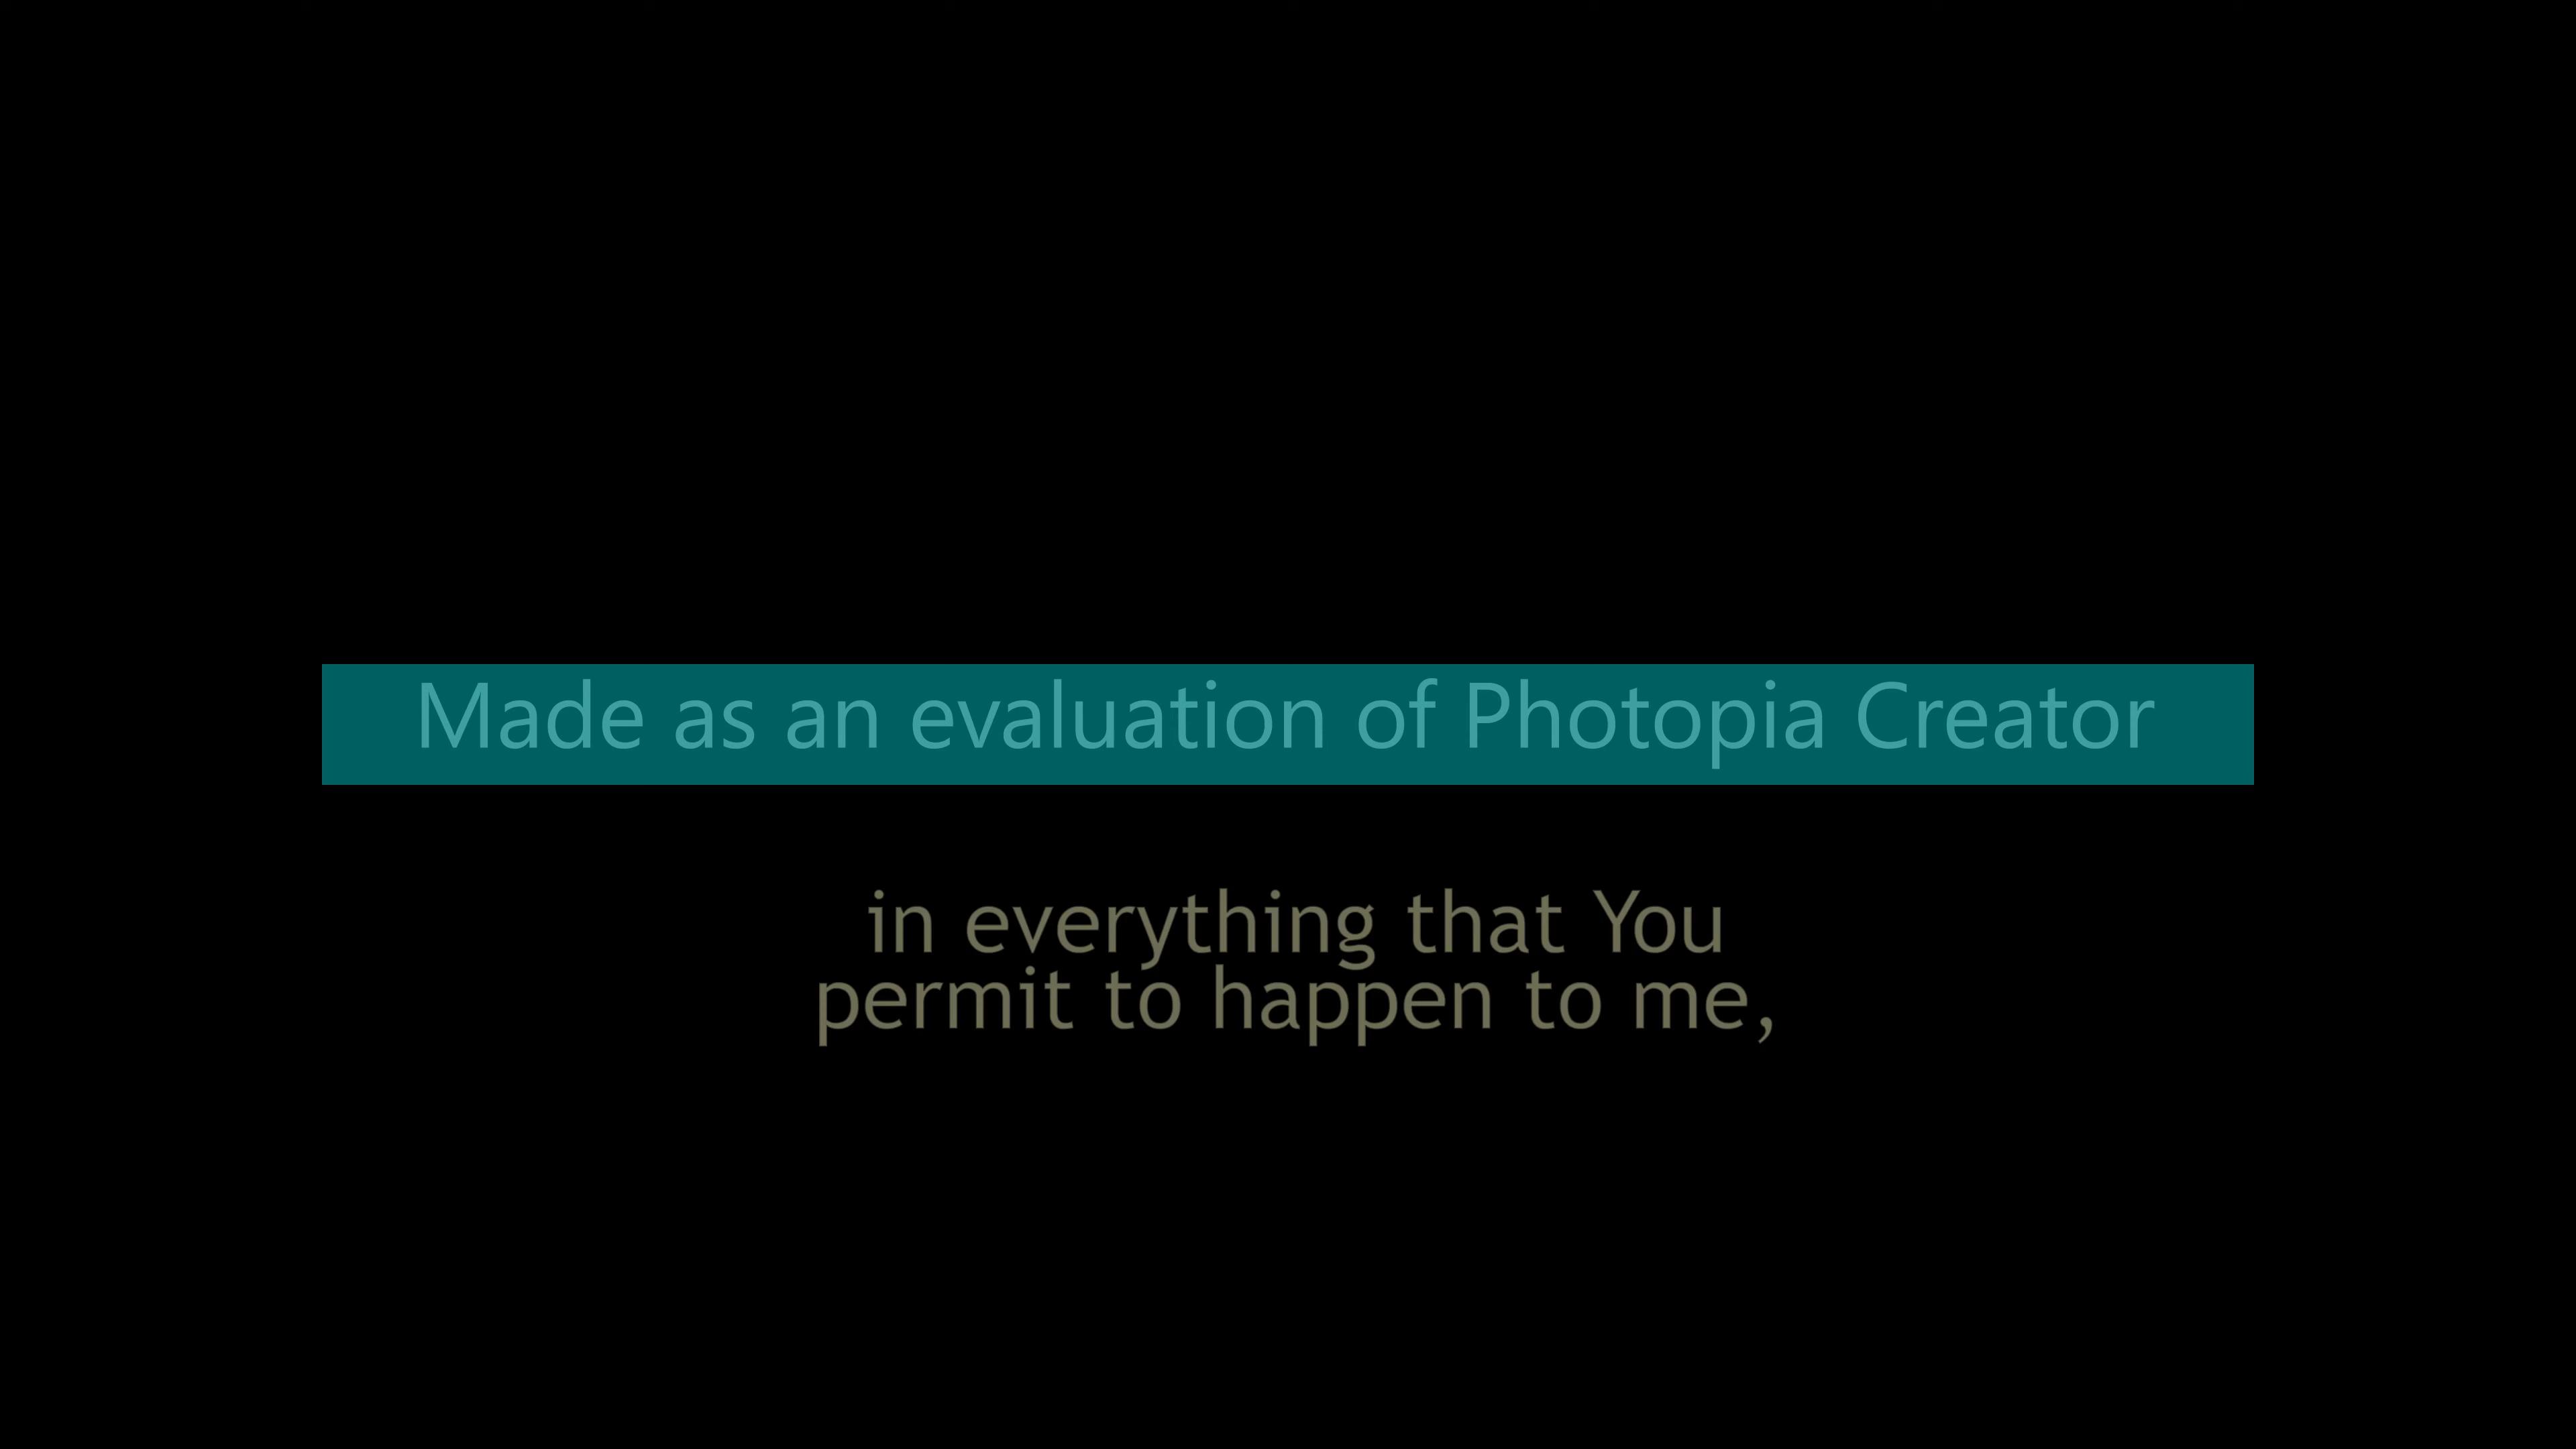 Made as an evaluation of Photopia Creator
in everything that You
permit to happen to me,